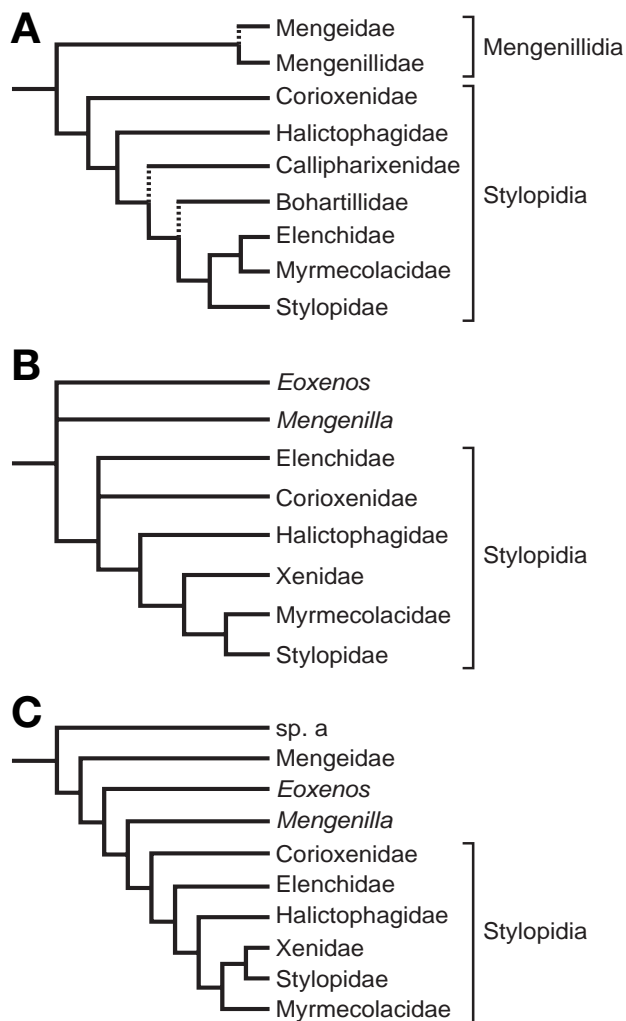 A
Mengeidae
Mengenillidae
Mengenillidia
Corioxenidae
Halictophagidae
Callipharixenidae
Bohartillidae
Elenchidae
Myrmecolacidae
Stylopidae
Stylopidia
B
Eoxenos
Mengenilla
Elenchidae
Corioxenidae
Halictophagidae
Xenidae
Myrmecolacidae
Stylopidae
Stylopidia
C
sp. a
Mengeidae
Eoxenos
Mengenilla
Corioxenidae
Elenchidae
Halictophagidae
Xenidae
Stylopidae
Myrmecolacidae
Stylopidia